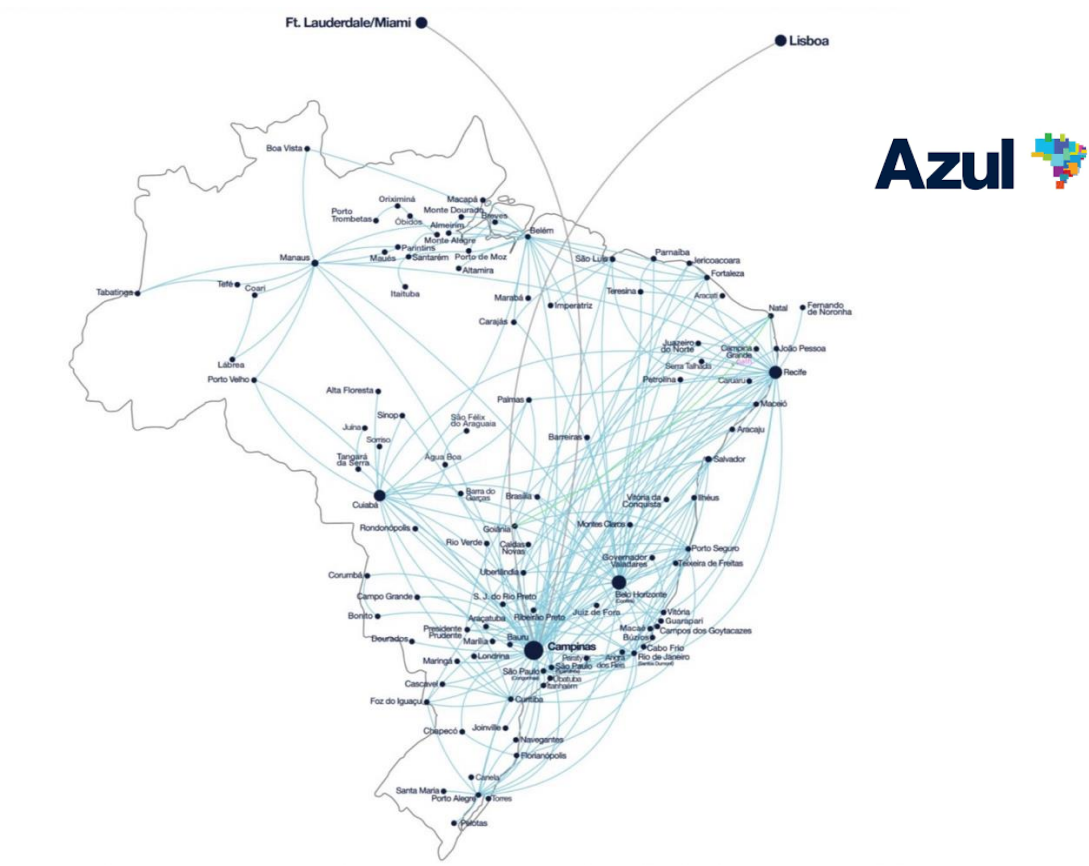 Ft. Lauderdale/Miami
Lisboa
Azul
Boa Vista
Oriximiná
Macapá
Porto
Trombetas
Óbidos
Monte Dourado
Breves
Almeirim
Belém
Monte Alegre
Parintins
Maués
Santarém
Porto de Moz
Altamira
Manaus
Itaituba
São Luís
Parnaíba
Jericoacoara
Fortaleza
Tabatinga
Tefé
Coari
Marabá
Imperatriz
Teresina
Aracati
Natal
Fernando
de Noronha
Carajás
Lábrea
Porto Velho
Juazeiro
do Norte
Serra Talhada
Campina
Grande
João Pessoa
Recife
Petrolina
Caruaru
Maceió
Alta Floresta
Sinop
Juína
Sorriso
Tangará
da Serra
São Félix
do Araguaia
Água Boa
Palmas
Barreiras
Aracaju
Salvador
Cuiabá
Barra do
Garças
Brasília
Vitória da
Conquista
Ilhéus
Rondonópolis
Goiânia
Montes Claros
Rio Verde
Caldas
Novas
Porto Seguro
Governador
Valadares
Teixeira de Freitas
Corumbá
Uberlândia
Belo Horizonte
Campo Grande
S. J. do Rio Preto
Ribeirão Preto
Juiz de Fora
Vitória
Guarapari
Bonito
Araçatuba
Macaé
Campos dos Goytacazes
Presidente
Prudente
Búzios
Dourados
Marília
Bauru
Campinas
Cabo Frio
Maringá
Londrina
Paraty
Angra
dos Reis
Rio de Janeiro
(Santos Dumont)
São Paulo
(Congonhas)
São Paulo
Ubatuba
Itanhaém
Cascavel
Foz do Iguaçu
Curitiba
Chapecó
Joinville
Navegantes
Florianópolis
Canela
Santa Maria
Porto Alegre
Torres
Pelotas